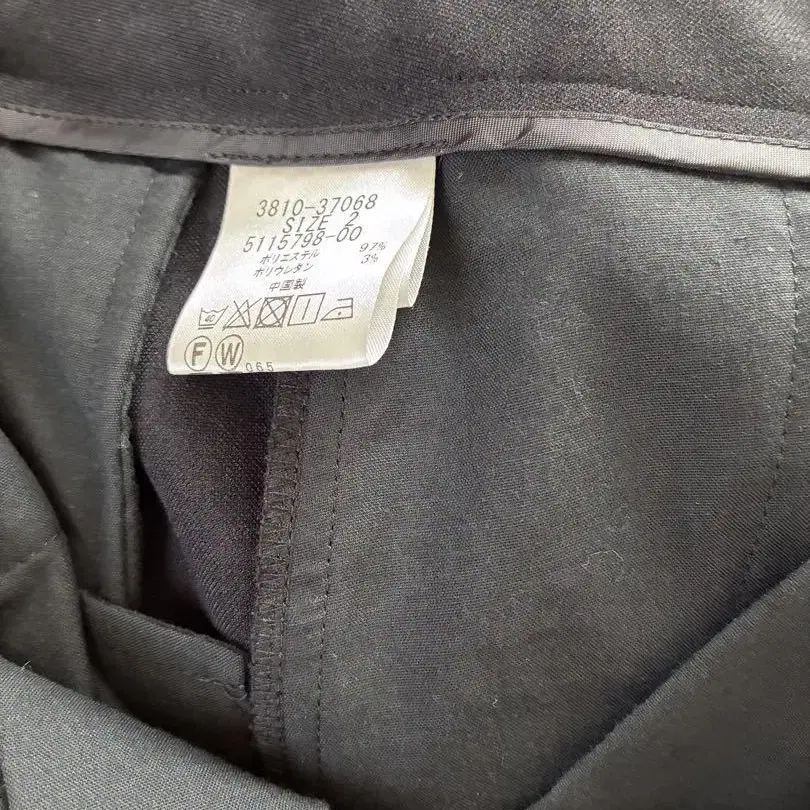 3810-37068
SIZE 2
5115798-00
ポリエステル 97%
ポリウレタン 3%
中国製
40
F W 065